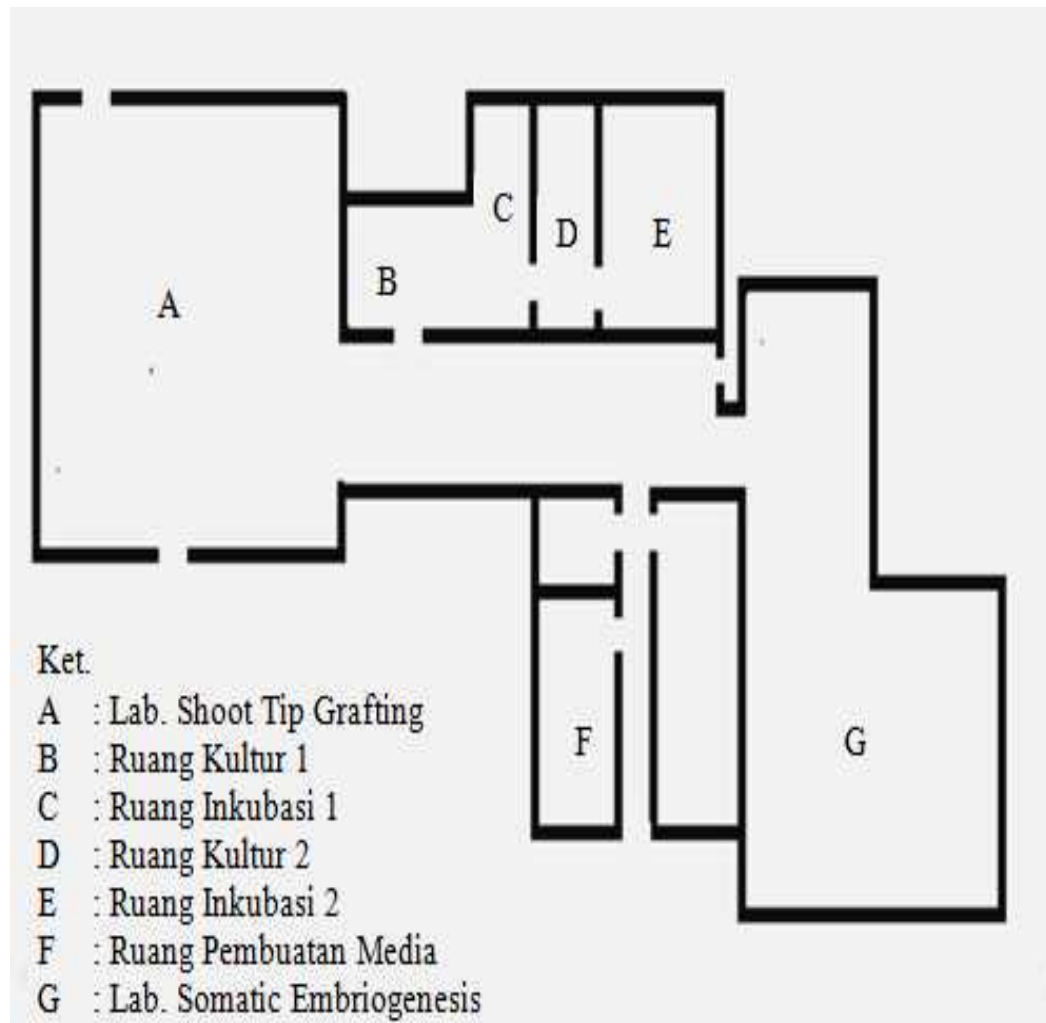 C
D
E
B
A
F
G
Ket.
A : Lab. Shoot Tip Grafting
B : Ruang Kultur 1
C : Ruang Inkubasi 1
D : Ruang Kultur 2
E : Ruang Inkubasi 2
F : Ruang Pembuatan Media
G : Lab. Somatic Embriogenesis